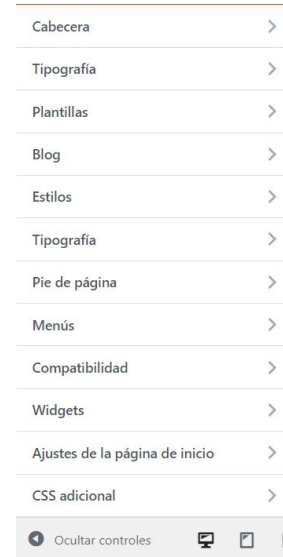 Cabecera
Tipografía
Plantillas
Blog
Estilos
Tipografía
Pie de página
Menús
Compatibilidad
Widgets
Ajustes de la página de inicio
CSS adicional
Ocultar controles